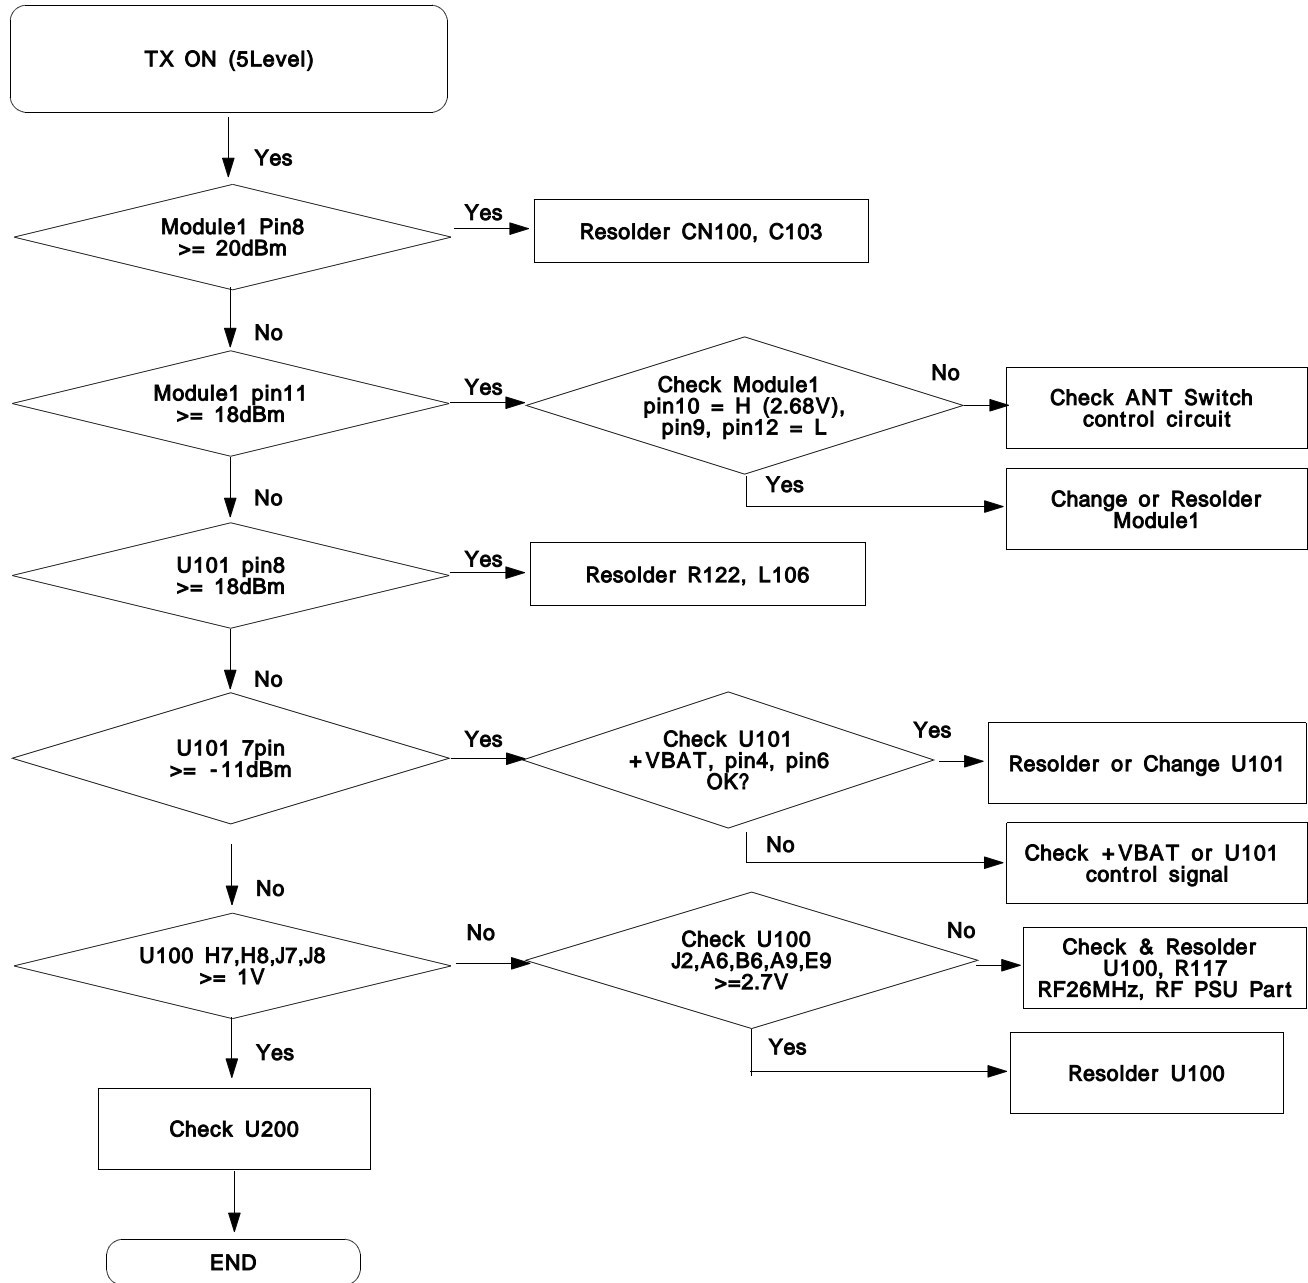 TX ON (5Level)
Yes
Module1 Pin8
>= 20dBm
Yes
Resolder CN100, C103
No
Module1 pin11
>= 18dBm
Yes
Check Module1
pin10 = H (2.68V),
pin9, pin12 = L
No
Check ANT Switch
control circuit
Yes
Change or Resolder
Module1
No
U101 pin8
>= 18dBm
Yes
Resolder R122, L106
No
U101 7pin
>= -11dBm
Yes
Check U101
+VBAT, pin4, pin6
OK?
Yes
Resolder or Change U101
No
Check +VBAT or U101
control signal
No
U100 H7,H8,J7,J8
>= 1V
No
Check U100
J2,A6,B6,A9,E9
>=2.7V
No
Check & Resolder
U100, R117
RF26MHz, RF PSU Part
Yes
Resolder U100
Yes
Check U200
END